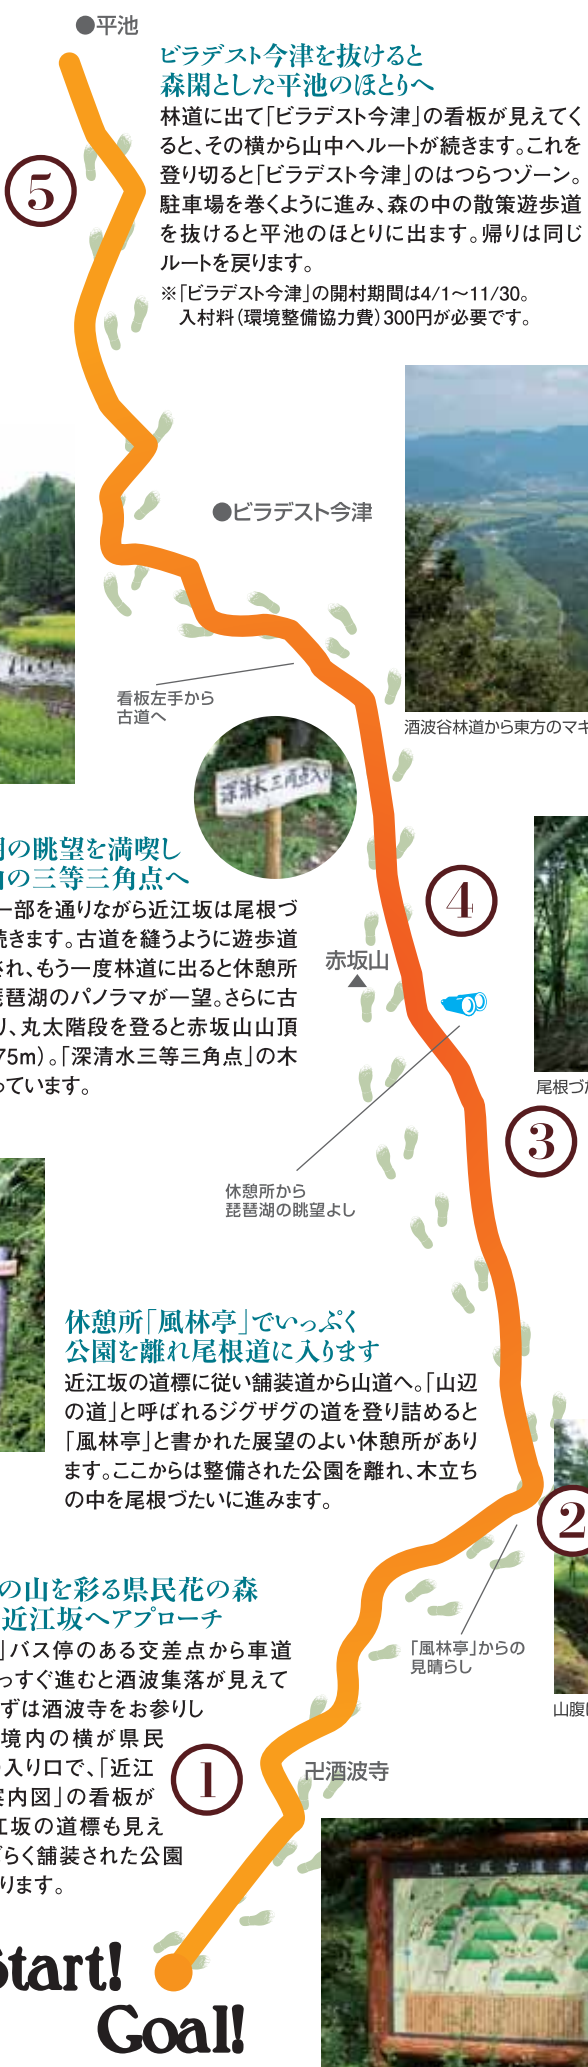 ●平池
ビラデスト今津を抜けると
森閑とした平池のほとりへ
林道に出て「ビラデスト今津」の看板が見えてく
ると、その横から山中へルートが続きます。これを
登り切ると「ビラデスト今津」のはつらつゾーン。
駐車場を巻くように進み、森の中の散策遊歩道
を抜けると平池のほとりに出ます。帰りは同じ
ルートを戻ります。
※「ビラデスト今津」の開村期間は4/1〜11/30。
入村料（環境整備協力費）300円が必要です。
5
●ビラデスト今津
看板左手から
古道へ
酒波谷林道から東方のマキ
深清水三角点入
の眺望を満喫し
の三等三角点へ
一部を通りながら近江坂は尾根づ
続きます。古道を縫うように遊歩道
され、もう一度林道に出ると休憩所
琵琶湖のパノラマが一望。さらに古
り、丸太階段を登ると赤坂山山頂
75m）。「深清水三等三角点」の木
っています。
4
赤坂山
▲
尾根づた
3
休憩所から
琵琶湖の眺望よし
休憩所「風林亭」でいっぷく
公園を離れ尾根道に入ります
近江坂の道標に従い舗装道から山道へ。「山辺
の道」と呼ばれるジグザグの道を登り詰めると
「風林亭」と書かれた展望のよい休憩所があり
ます。ここからは整備された公園を離れ、木立ち
の中を尾根づたいに進みます。
2
「風林亭」からの
見晴らし
山腹
の山を彩る県民花の森
近江坂へアプローチ
」バス停のある交差点から車道
っすぐ進むと酒波集落が見えて
ずは酒波寺をお参りし
境内の横が県民
入り口で、「近江
案内図」の看板が
江坂の道標も見え
ばらく舗装された公園
ります。
1
卍酒波寺
近江坂古道案
Start!
Goal!